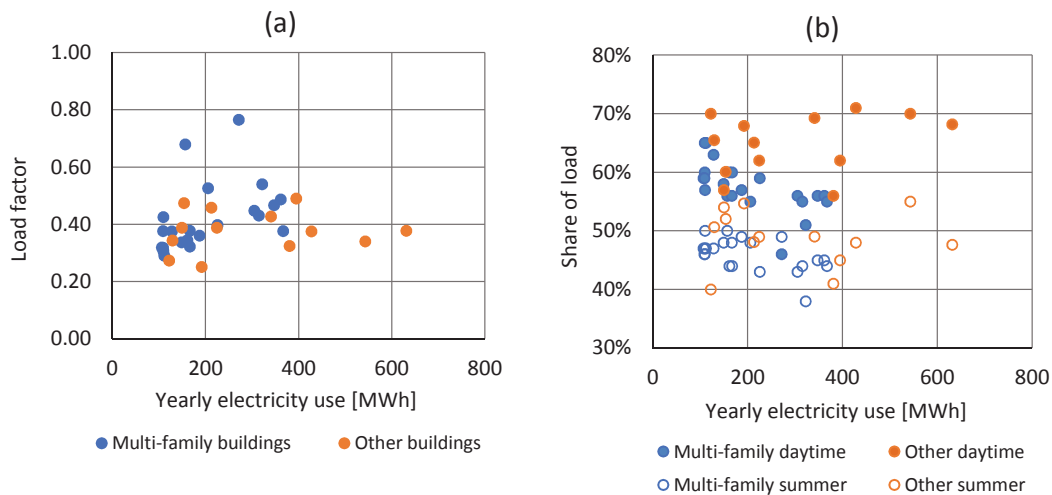 (a)
1.00
0.80
0.60
0.40
0.20
0.00
Load factor
0 200 400 600 800
Yearly electricity use [MWh]
Multi-family buildings Other buildings
(b)
80%
70%
60%
50%
40%
30%
Share of load
0 200 400 600 800
Yearly electricity use [MWh]
Multi-family daytime Other daytime
Multi-family summer Other summer